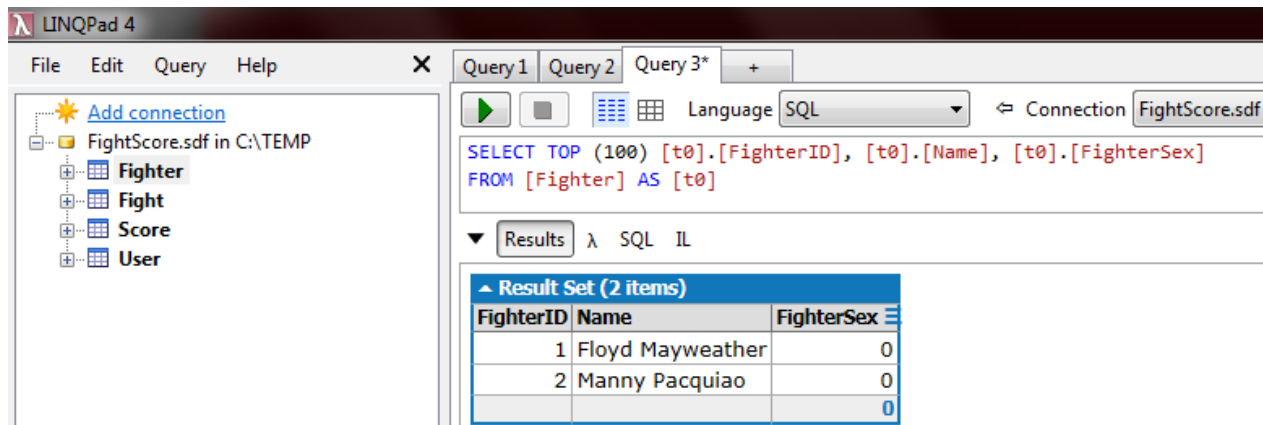 LINQPad 4
File Edit Query Help X
Query 1 Query 2 Query 3* +
Add connection
Language SQL Connection FightScore.sdf
FightScore.sdf in C:\TEMP
Fighter
Fight
Score
User
SELECT TOP (100) [t0].[FighterID], [t0].[Name], [t0].[FighterSex]
FROM [Fighter] AS [t0]
Results λ SQL IL
Result Set (2 items)
FighterID Name FighterSex
1 Floyd Mayweather 0
2 Manny Pacquiao 0
0